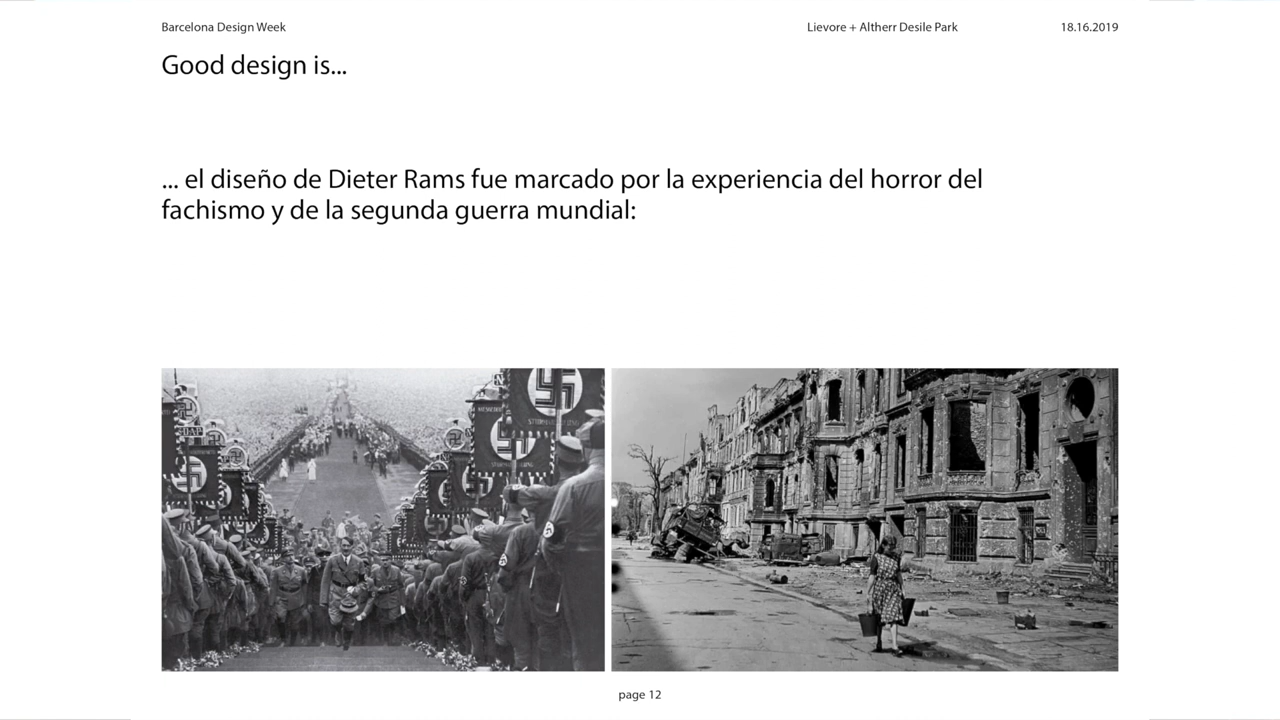 Barcelona Design Week
Lievore + Altherr Desile Park
18.16.2019
Good design is...
... el diseño de Dieter Rams fue marcado por la experiencia del horror del
fachismo y de la segunda guerra mundial:
page 12